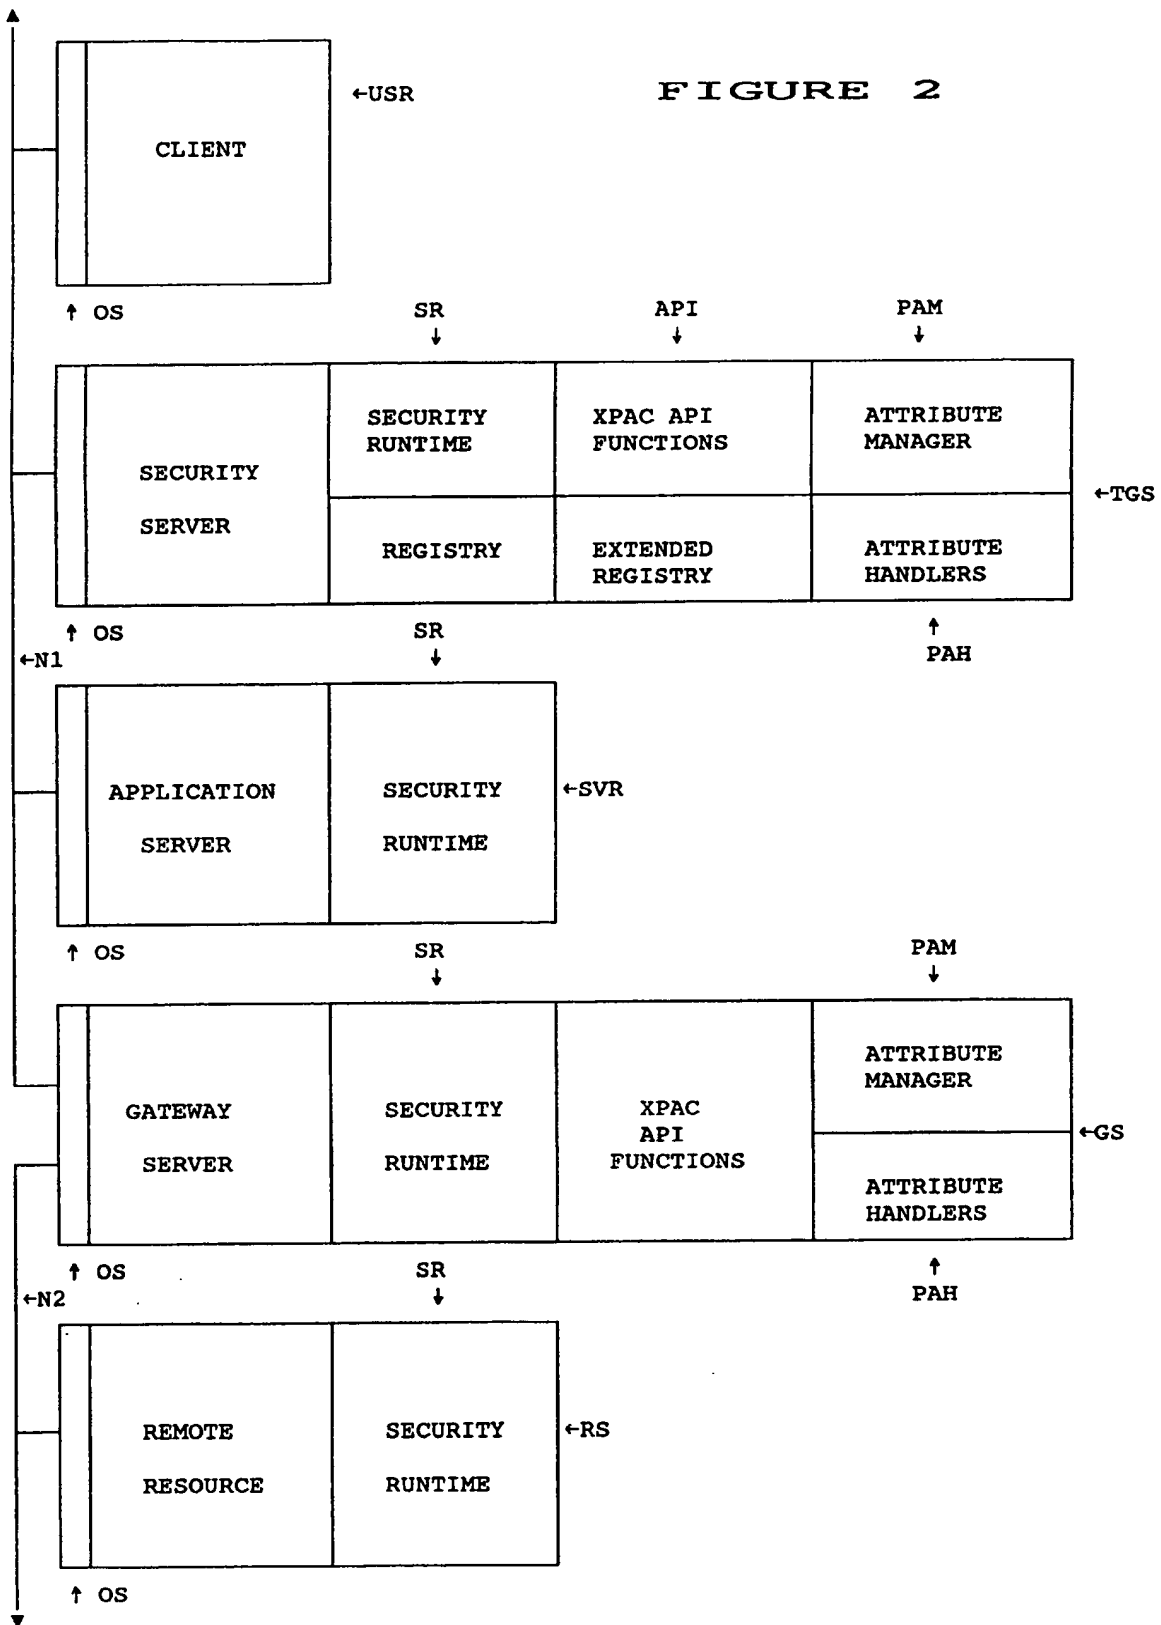 FIGURE 2
←USR
CLIENT
↑ OS
SR
↓
API
↓
PAM
↓
SECURITY
SERVER
SECURITY
RUNTIME
XPAC API
FUNCTIONS
ATTRIBUTE
MANAGER
←TGS
REGISTRY
EXTENDED
REGISTRY
ATTRIBUTE
HANDLERS
↑ OS
SR
↓
↑
PAH
←N1
APPLICATION
SERVER
SECURITY
RUNTIME
←SVR
↑ OS
SR
↓
PAM
↓
GATEWAY
SERVER
SECURITY
RUNTIME
XPAC
API
FUNCTIONS
ATTRIBUTE
MANAGER
←GS
ATTRIBUTE
HANDLERS
↑ OS
SR
↓
↑
PAH
←N2
REMOTE
RESOURCE
SECURITY
RUNTIME
←RS
↑ OS